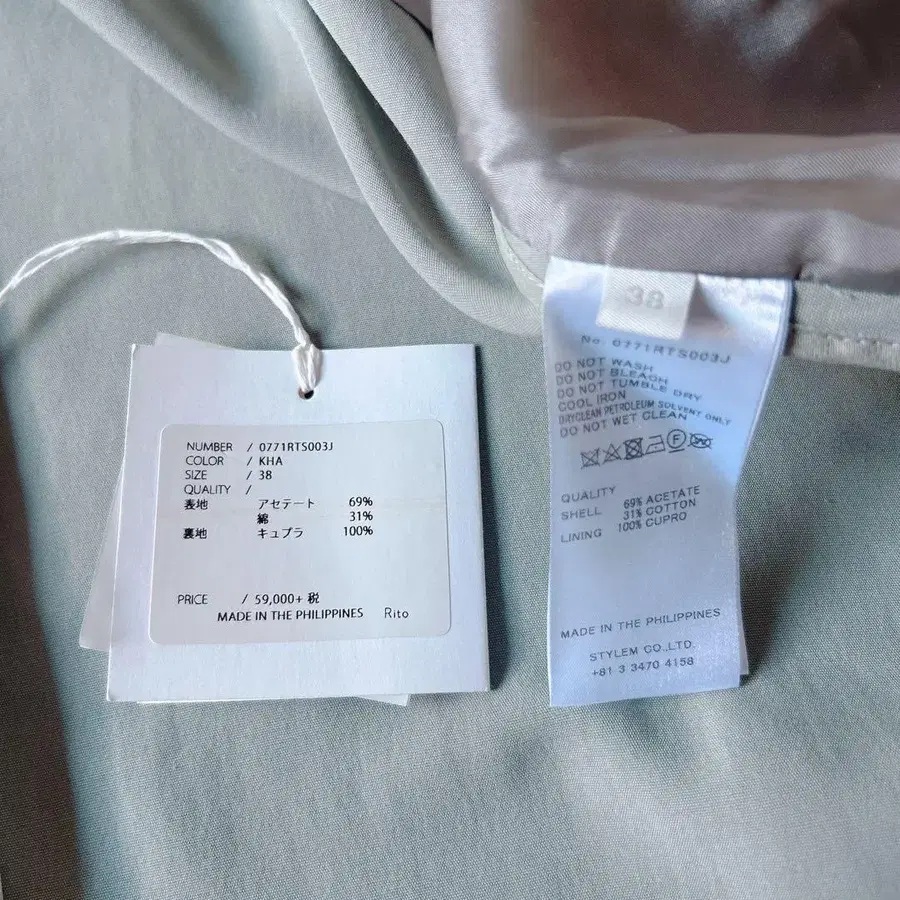 NUMBER / 0771RTS003J
COLOR / KHA
SIZE / 38
QUALITY /
表地 アセテート 69%
綿 31%
裏地 キュプラ 100%
PRICE / 59,000+ 税
MADE IN THE PHILIPPINES Rito
38
No. 0771RTS003J
DO NOT WASH
DO NOT BLEACH
DO NOT TUMBLE DRY
COOL IRON
DRYCLEAN PETROLEUM SOLVENT ONLY
DO NOT WET CLEAN
F
QUALITY
SHELL 69% ACETATE
31% COTTON
LINING 100% CUPRO
MADE IN THE PHILIPPINES
STYLEM CO.,LTD.
+81 3 3470 4158